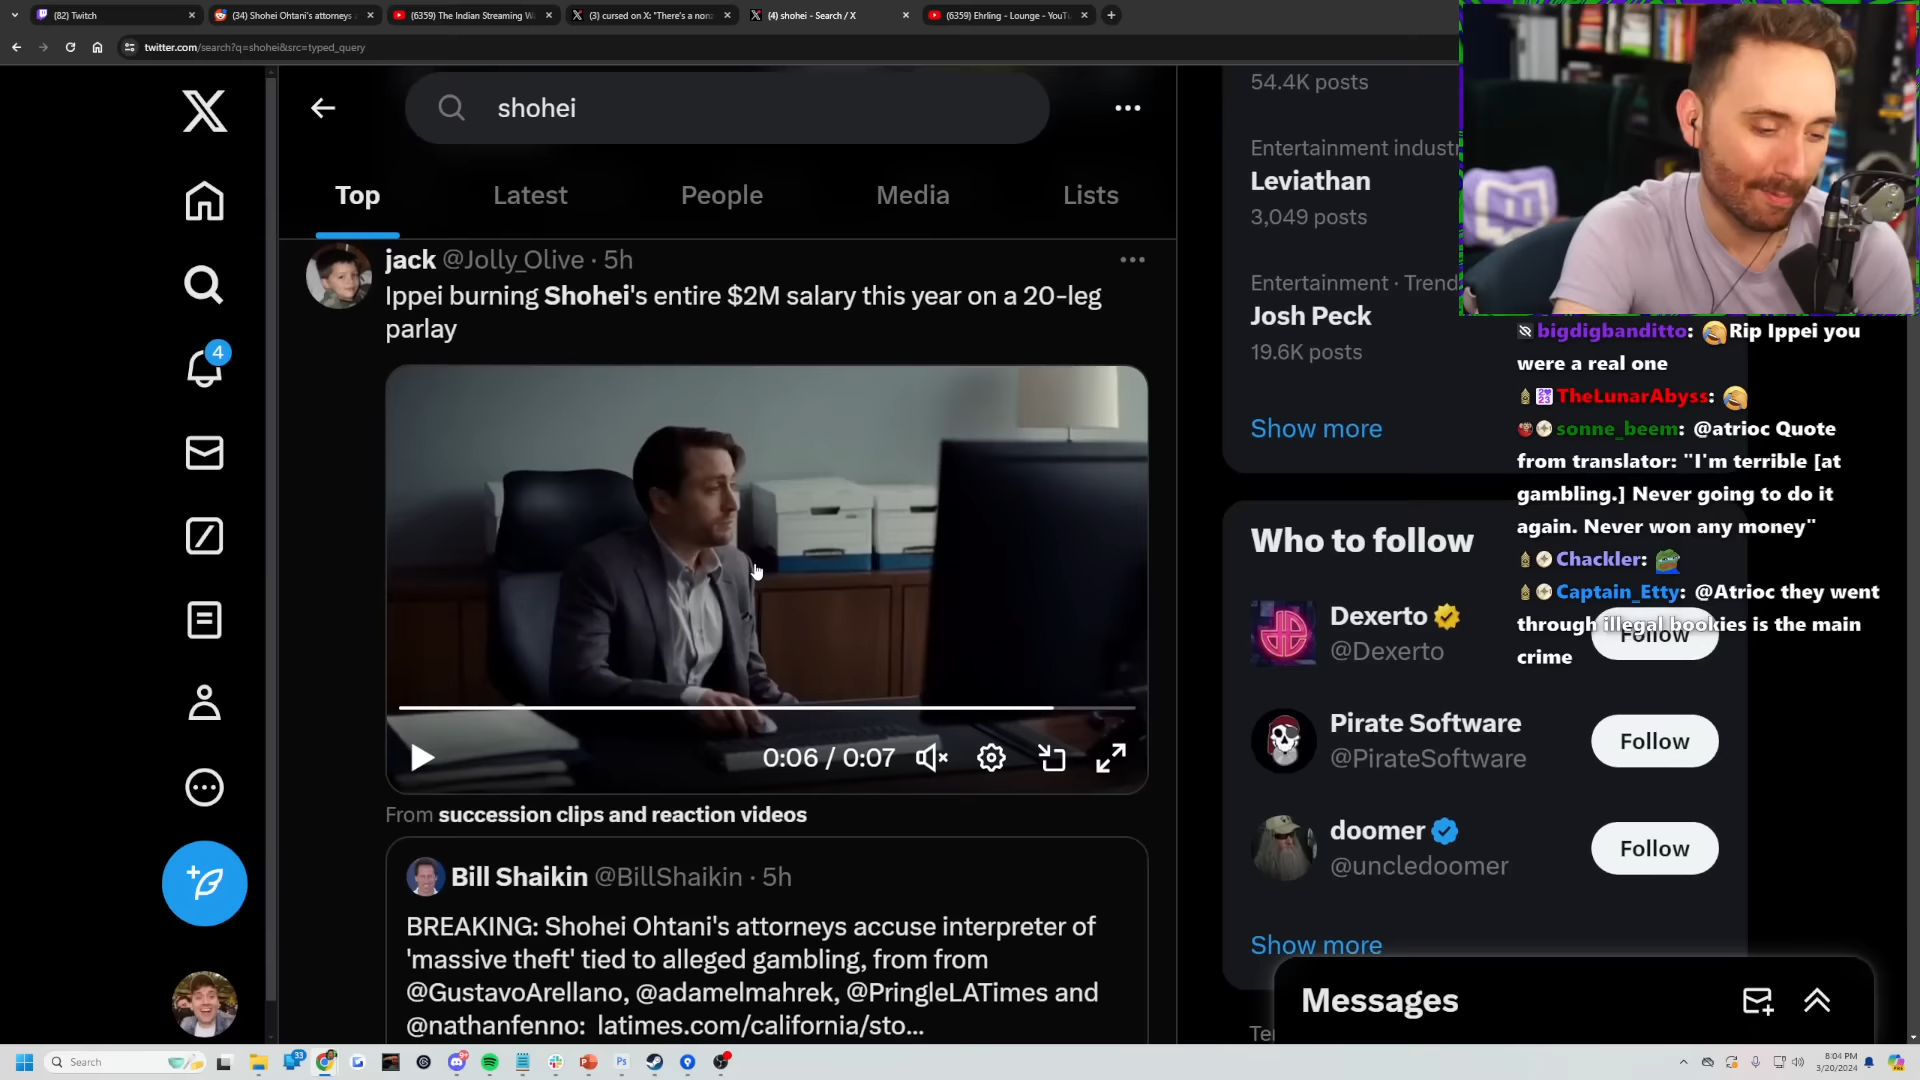 (82) Twitch
(34) Shohei Ohtani's attorneys
(6359) The Indian Streaming W
(3) cursed on X: "There's a non
(4) shohei - Search / X
(6359) Ehrling - Lounge - YouTu
twitter.com/search?q=shohei&src=typed_query
shohei
Top
Latest
People
Media
Lists
4
jack @Jolly_Olive · 5h
Ippei burning Shohei's entire $2M salary this year on a 20-leg
parlay
0:06 / 0:07
From succession clips and reaction videos
Bill Shaikin @BillShaikin · 5h
BREAKING: Shohei Ohtani's attorneys accuse interpreter of
'massive theft' tied to alleged gambling, from from
@GustavoArellano, @adamelmahrek, @PringleLATimes and
@nathanfenno: latimes.com/california/sto...
54.4K posts
Entertainment industr
Leviathan
3,049 posts
Entertainment · Trend
Josh Peck
19.6K posts
Show more
Who to follow
Dexerto
@Dexerto
Follow
Pirate Software
@PirateSoftware
Follow
doomer
@uncledoomer
Follow
Show more
Te
Messages
bigdigbanditto: Rip Ippei you
were a real one
TheLunarAbyss:
sonne_beem: @atrioc Quote
from translator: "I'm terrible [at
gambling.] Never going to do it
again. Never won any money"
Chackler:
Captain_Etty: @Atrioc they went
through illegal bookies is the main
crime
Search
33
8:04 PM
3/20/2024